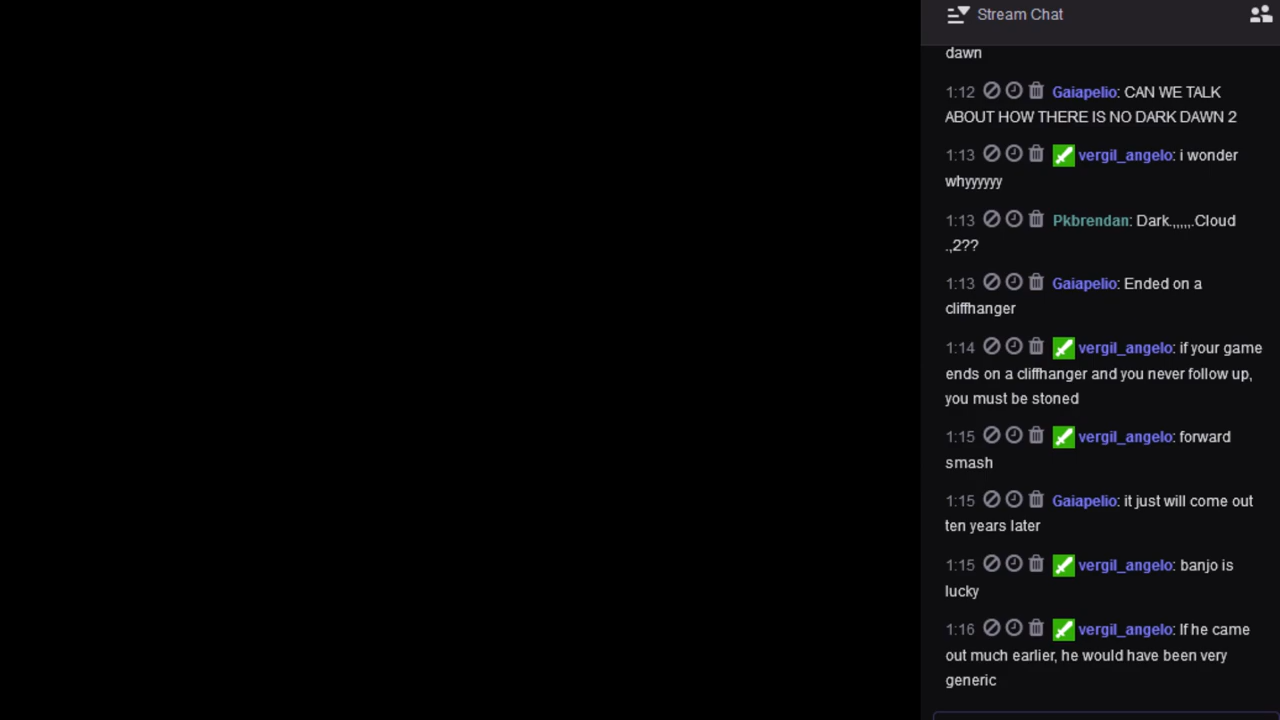 Stream Chat
dawn
1:12 Gaiapelio: CAN WE TALK
ABOUT HOW THERE IS NO DARK DAWN 2
1:13 vergil_angelo: i wonder
whyyyyyy
1:13 Pkbrendan: Dark.,,,,,.Cloud
.,2??
1:13 Gaiapelio: Ended on a
cliffhanger
1:14 vergil_angelo: if your game
ends on a cliffhanger and you never follow up,
you must be stoned
1:15 vergil_angelo: forward
smash
1:15 Gaiapelio: it just will come out
ten years later
1:15 vergil_angelo: banjo is
lucky
1:16 vergil_angelo: If he came
out much earlier, he would have been very
generic